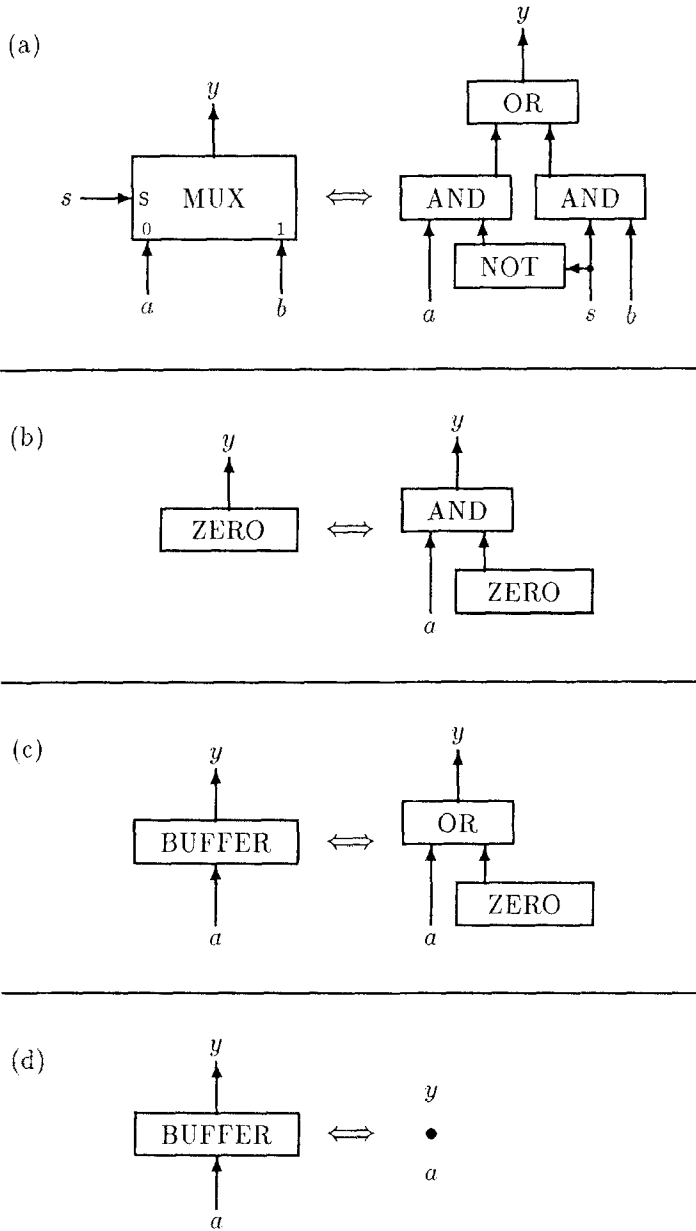 (a)
y
OR
y
s
S
MUX
0
1
a
b
⇔
AND
AND
NOT
a
s
b
(b)
y
ZERO
⇔
y
AND
ZERO
a
(c)
y
BUFFER
a
⇔
y
OR
ZERO
a
(d)
y
BUFFER
a
⇔
y
a